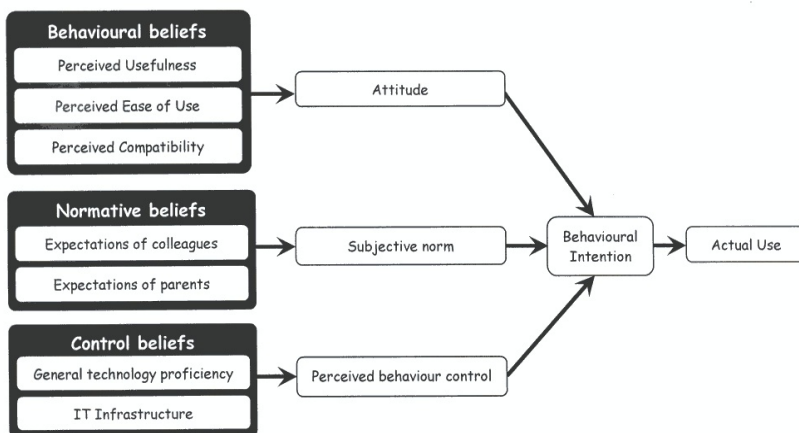 Behavioural beliefs
Perceived Usefulness
Perceived Ease of Use
Perceived Compatibility
Attitude
Normative beliefs
Expectations of colleagues
Expectations of parents
Subjective norm
Behavioural
Intention
Actual Use
Control beliefs
General technology proficiency
IT Infrastructure
Perceived behaviour control